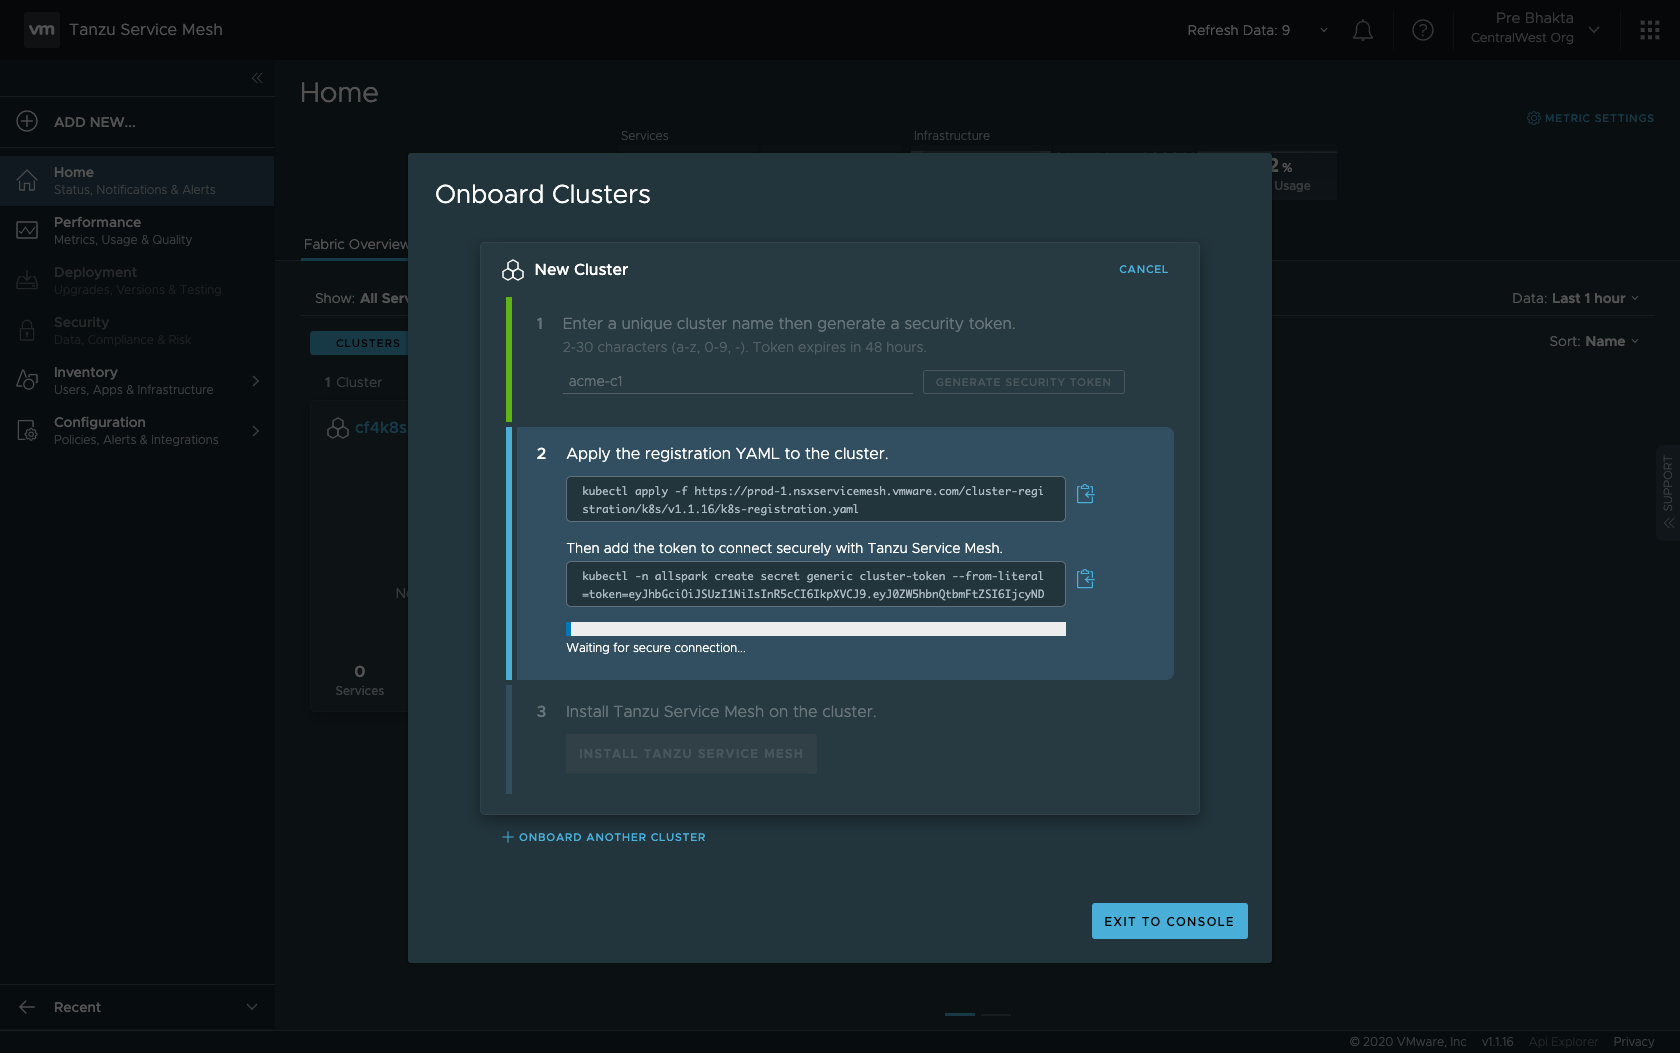 vm Tanzu Service Mesh
Refresh Data: 9
Pre Bhakta
CentralWest Org
ADD NEW...
Home
Status, Notifications & Alerts
Performance
Metrics, Usage & Quality
Deployment
Upgrades, Versions & Testing
Security
Data, Compliance & Risk
Inventory
Users, Apps & Infrastructure
Configuration
Policies, Alerts & Integrations
Recent
Home
METRIC SETTINGS
Services
Infrastructure
2 %
Usage
Fabric Overview
Show: All Serv
Data: Last 1 hour
CLUSTERS
Sort: Name
1 Cluster
cf4k8s
0
Services
Onboard Clusters
New Cluster
CANCEL
1 Enter a unique cluster name then generate a security token.
2-30 characters (a-z, 0-9, -). Token expires in 48 hours.
acme-c1
GENERATE SECURITY TOKEN
2 Apply the registration YAML to the cluster.
kubectl apply -f https://prod-1.nsxservicemesh.vmware.com/cluster-regi
stration/k8s/v1.1.16/k8s-registration.yaml
Then add the token to connect securely with Tanzu Service Mesh.
kubectl -n allspark create secret generic cluster-token --from-literal
=token=eyJhbGciOiJSUzI1NiIsInR5cCI6IkpXVCJ9.eyJ0ZW5hbnQtbmFtZSI6IjcyND
Waiting for secure connection...
3 Install Tanzu Service Mesh on the cluster.
INSTALL TANZU SERVICE MESH
ONBOARD ANOTHER CLUSTER
EXIT TO CONSOLE
SUPPORT
© 2020 VMware, Inc v1.1.16 Api Explorer Privacy